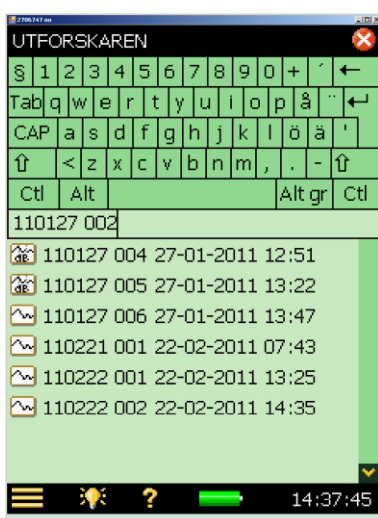 2706747 oo
UTFORSKAREN
§ 1 2 3 4 5 6 7 8 9 0 + ´ ←
Tab q w e r t y u i o p å ¨ ↵
CAP a s d f g h j k l ö ä '
⇧ < z x c v b n m , . - ⇧
Ctl Alt Alt gr Ctl
110127 002
110127 004 27-01-2011 12:51
110127 005 27-01-2011 13:22
110127 006 27-01-2011 13:47
110221 001 22-02-2011 07:43
110222 001 22-02-2011 13:25
110222 002 22-02-2011 14:35
? 14:37:45